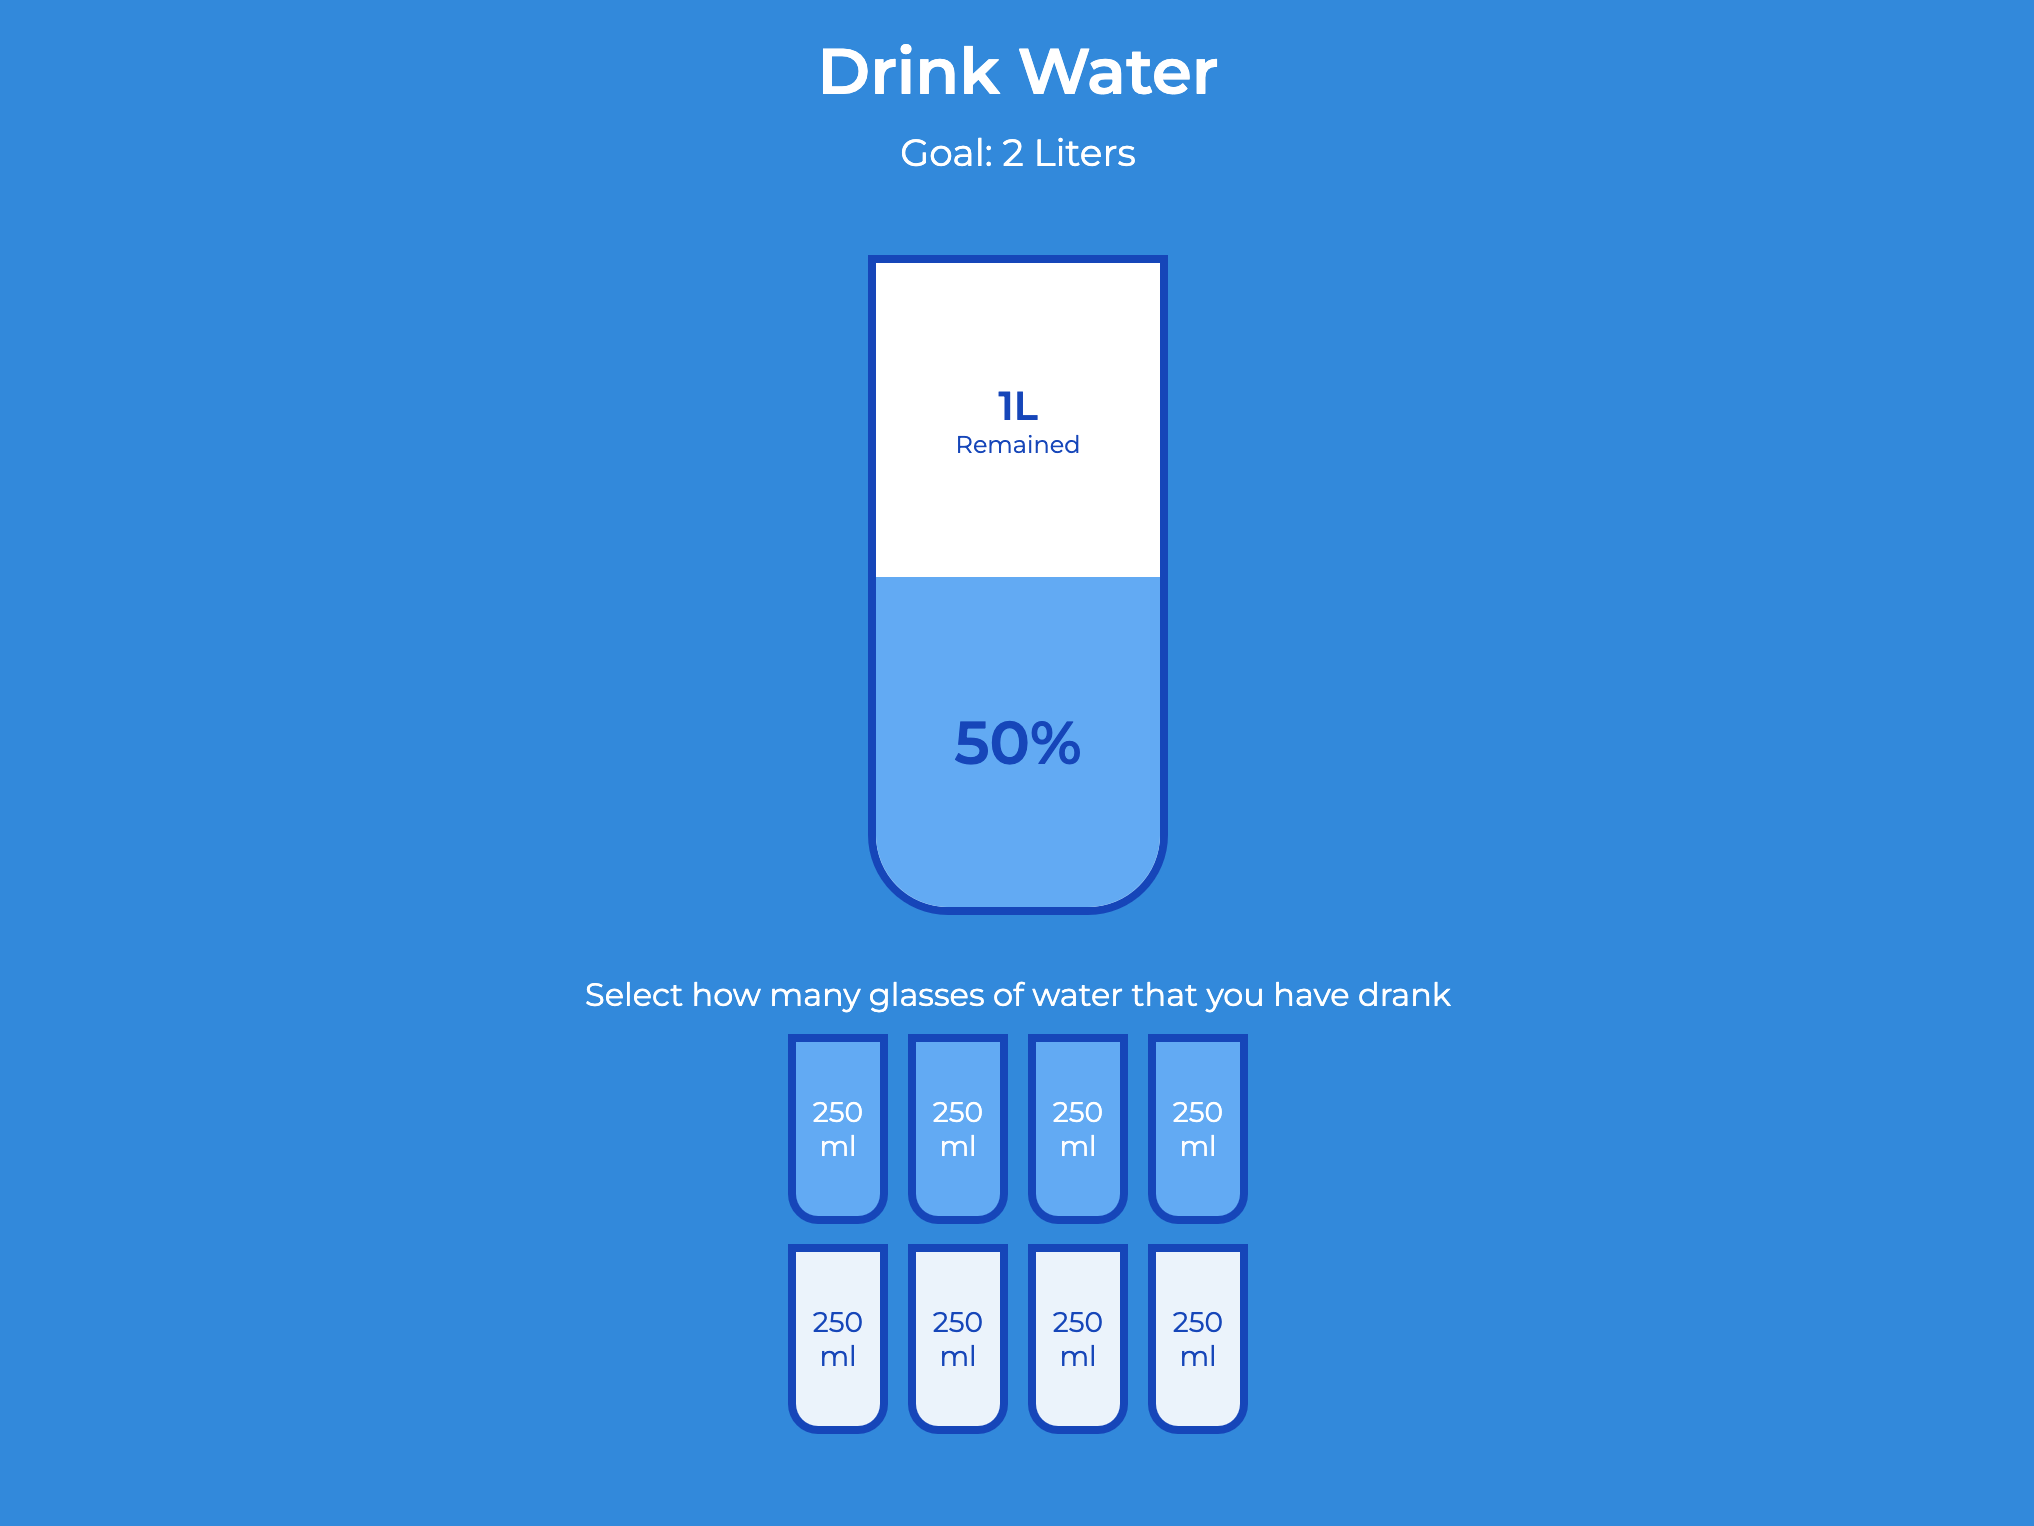 Drink Water
Goal: 2 Liters
1L
Remained
50%
Select how many glasses of water that you have drank
250 250 250 250
ml ml ml ml
250 250 250 250
ml ml ml ml